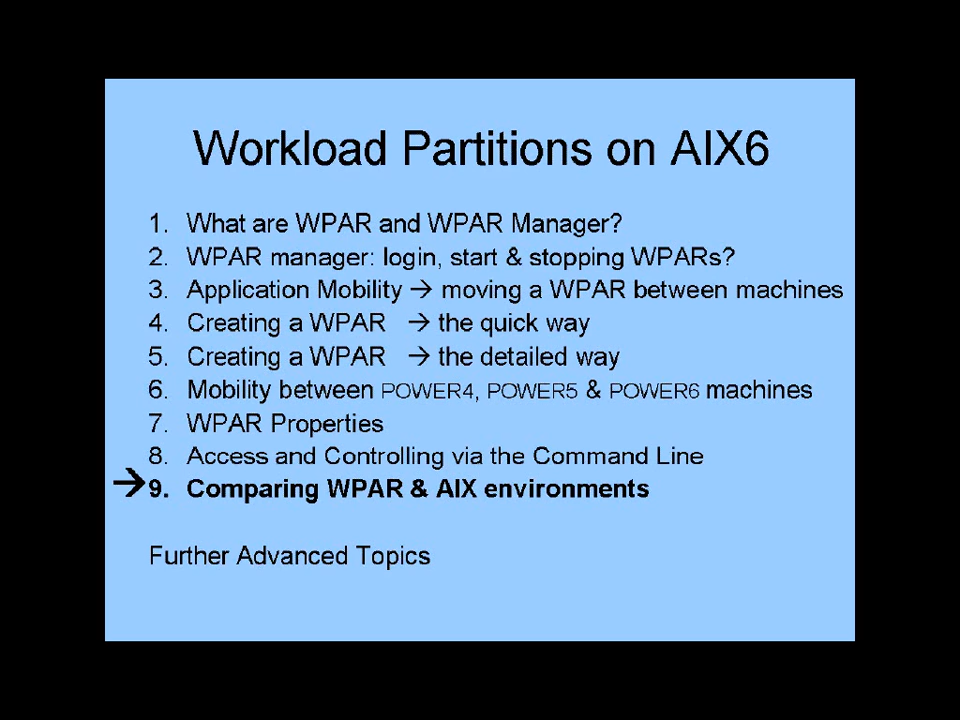 Workload Partitions on AIX6
1. What are WPAR and WPAR Manager?
2. WPAR manager: login, start & stopping WPARs?
3. Application Mobility → moving a WPAR between machines
4. Creating a WPAR → the quick way
5. Creating a WPAR → the detailed way
6. Mobility between POWER4, POWER5 & POWER6 machines
7. WPAR Properties
8. Access and Controlling via the Command Line
→ 9. Comparing WPAR & AIX environments
Further Advanced Topics